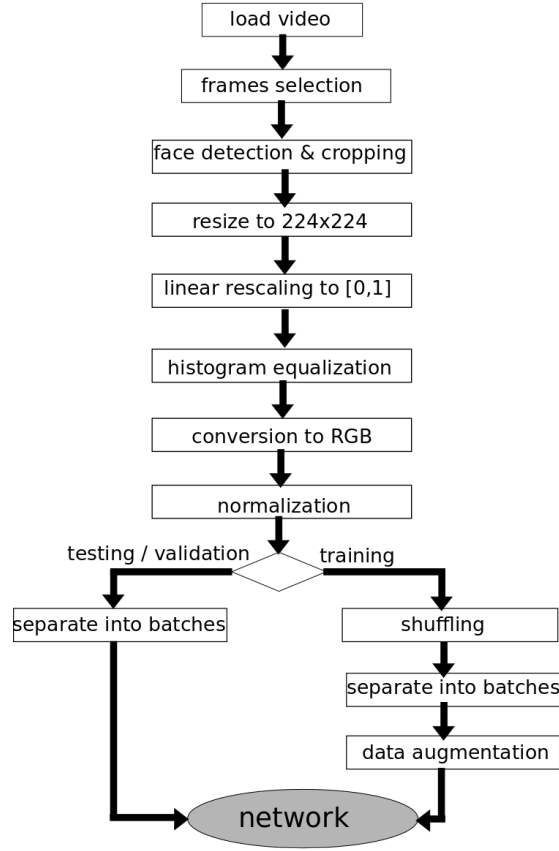 load video
frames selection
face detection & cropping
resize to 224x224
linear rescaling to [0,1]
histogram equalization
conversion to RGB
normalization
testing / validation
training
separate into batches
shuffling
separate into batches
data augmentation
network